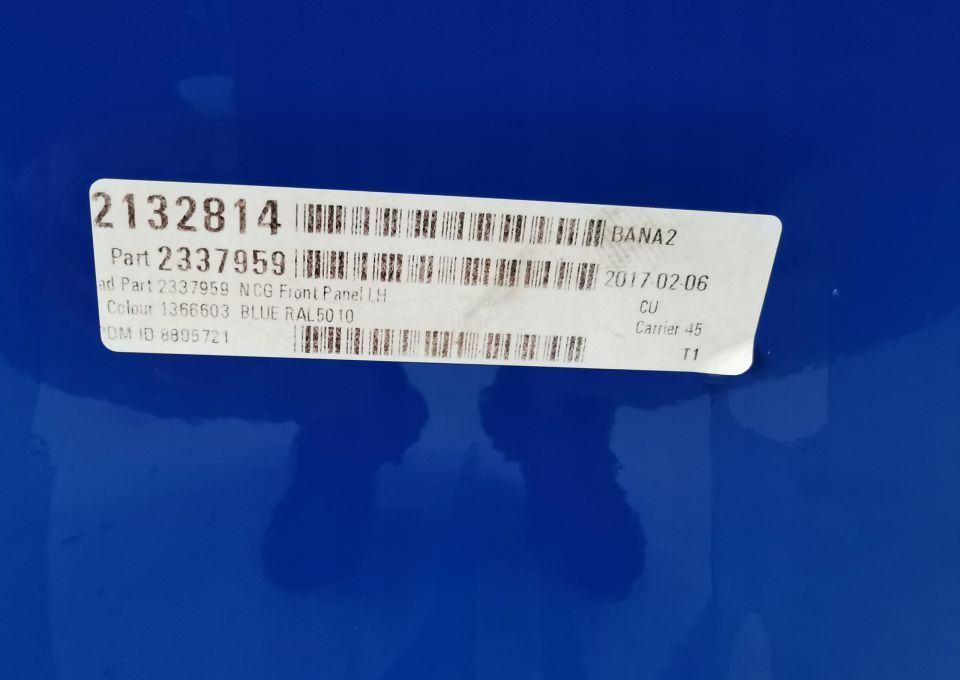 2132814 BANA2
Part 2337959 2017-02-06
ad Part 2337959 NCG Front Panel LH CU
Colour 1366603 BLUE RAL5010 Carrier 45
PDM ID 8805721 T1